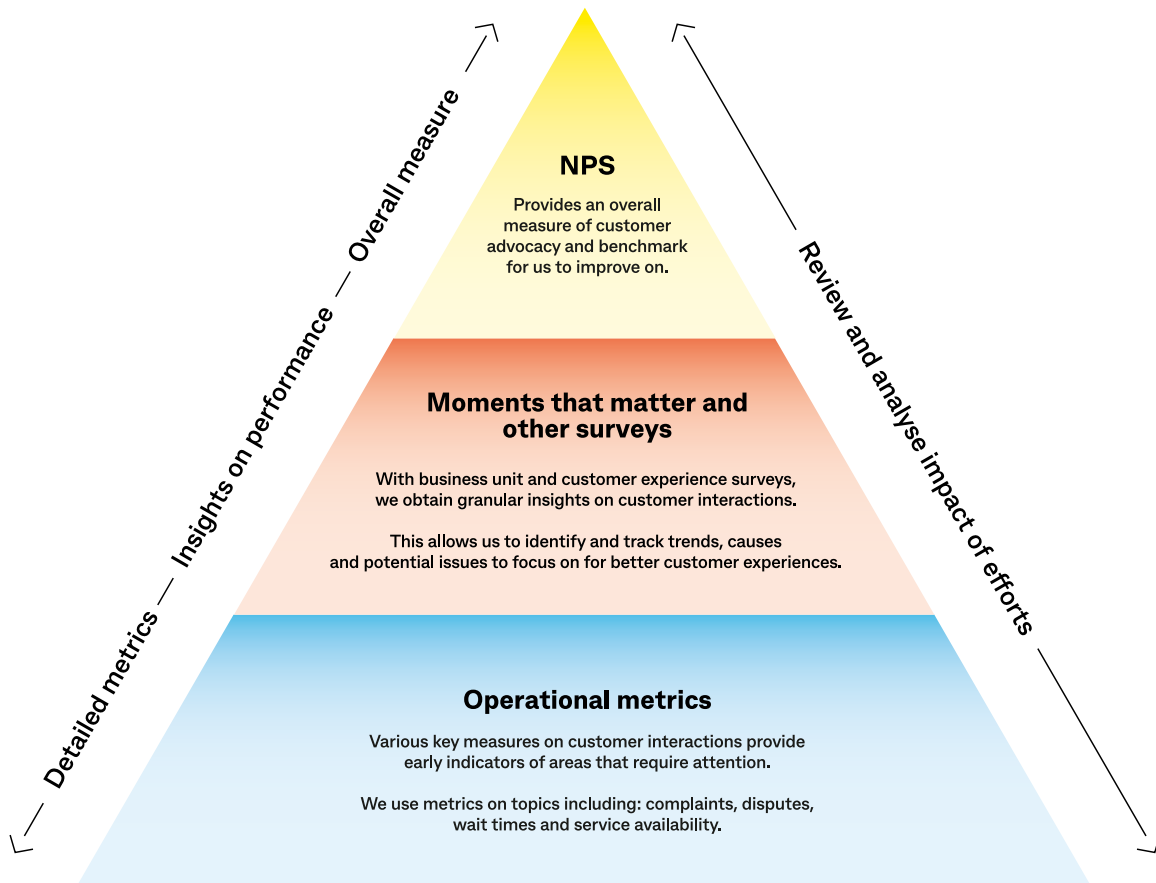 NPS
Provides an overall
measure of customer
advocacy and benchmark
for us to improve on.
Moments that matter and
other surveys
With business unit and customer experience surveys,
we obtain granular insights on customer interactions.
This allows us to identify and track trends, causes
and potential issues to focus on for better customer experiences.
Operational metrics
Various key measures on customer interactions provide
early indicators of areas that require attention.
We use metrics on topics including: complaints, disputes,
wait times and service availability.
Detailed metrics — Insights on performance — Overall measure
Review and analyse impact of efforts